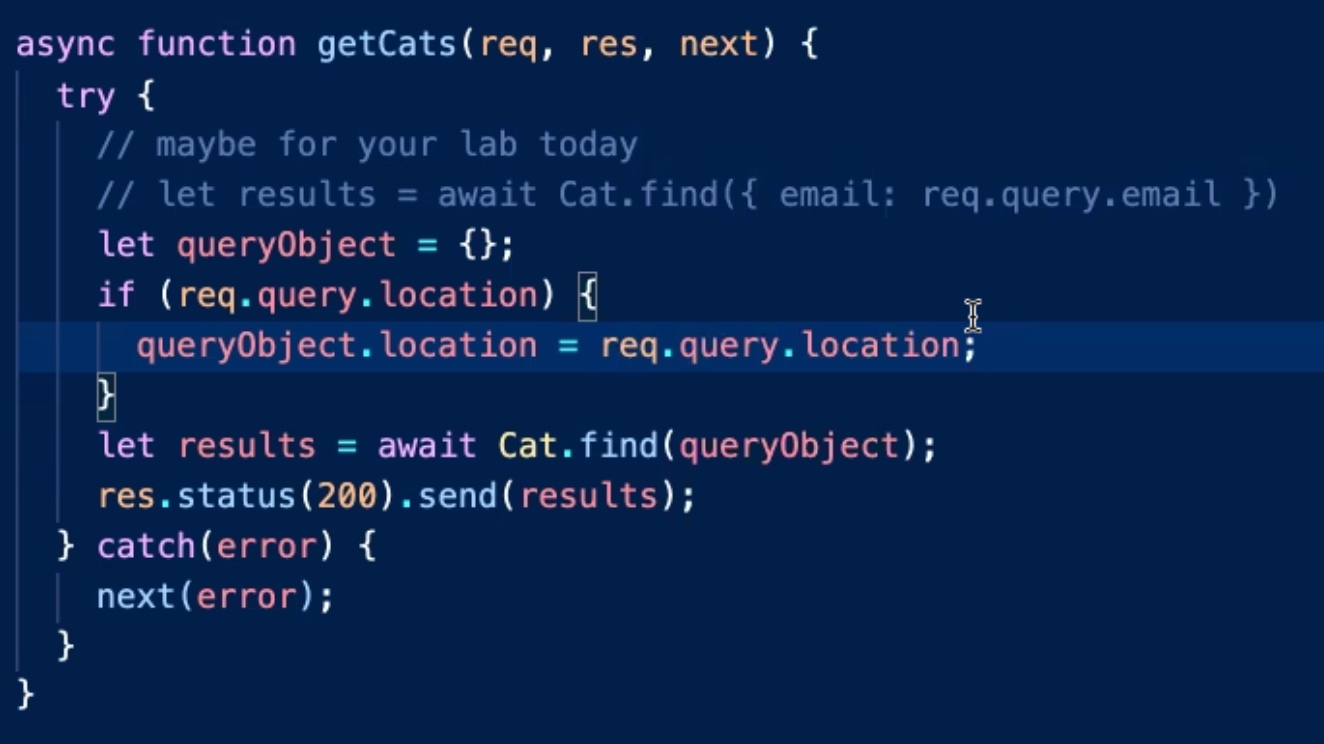 async function getCats(req, res, next) {
  try {
    // maybe for your lab today
    // let results = await Cat.find({ email: req.query.email })
    let queryObject = {};
    if (req.query.location) {
      queryObject.location = req.query.location;
    }
    let results = await Cat.find(queryObject);
    res.status(200).send(results);
  } catch(error) {
    next(error);
  }
}